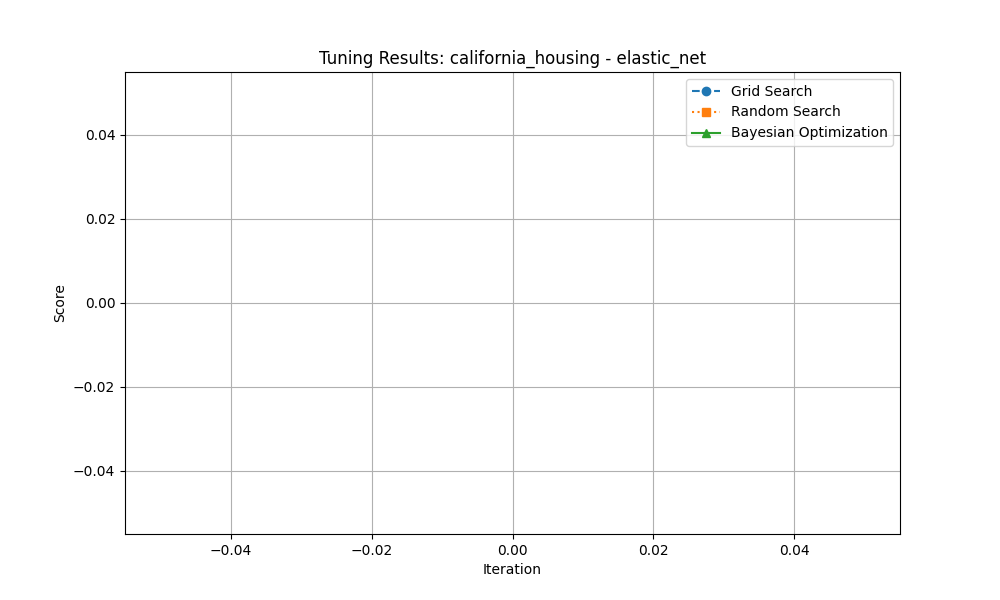 Tuning Results: california_housing - elastic_net
Grid Search
Random Search
Bayesian Optimization
0.04
0.02
0.00
−0.02
−0.04
Score
−0.04
−0.02
0.00
0.02
0.04
Iteration